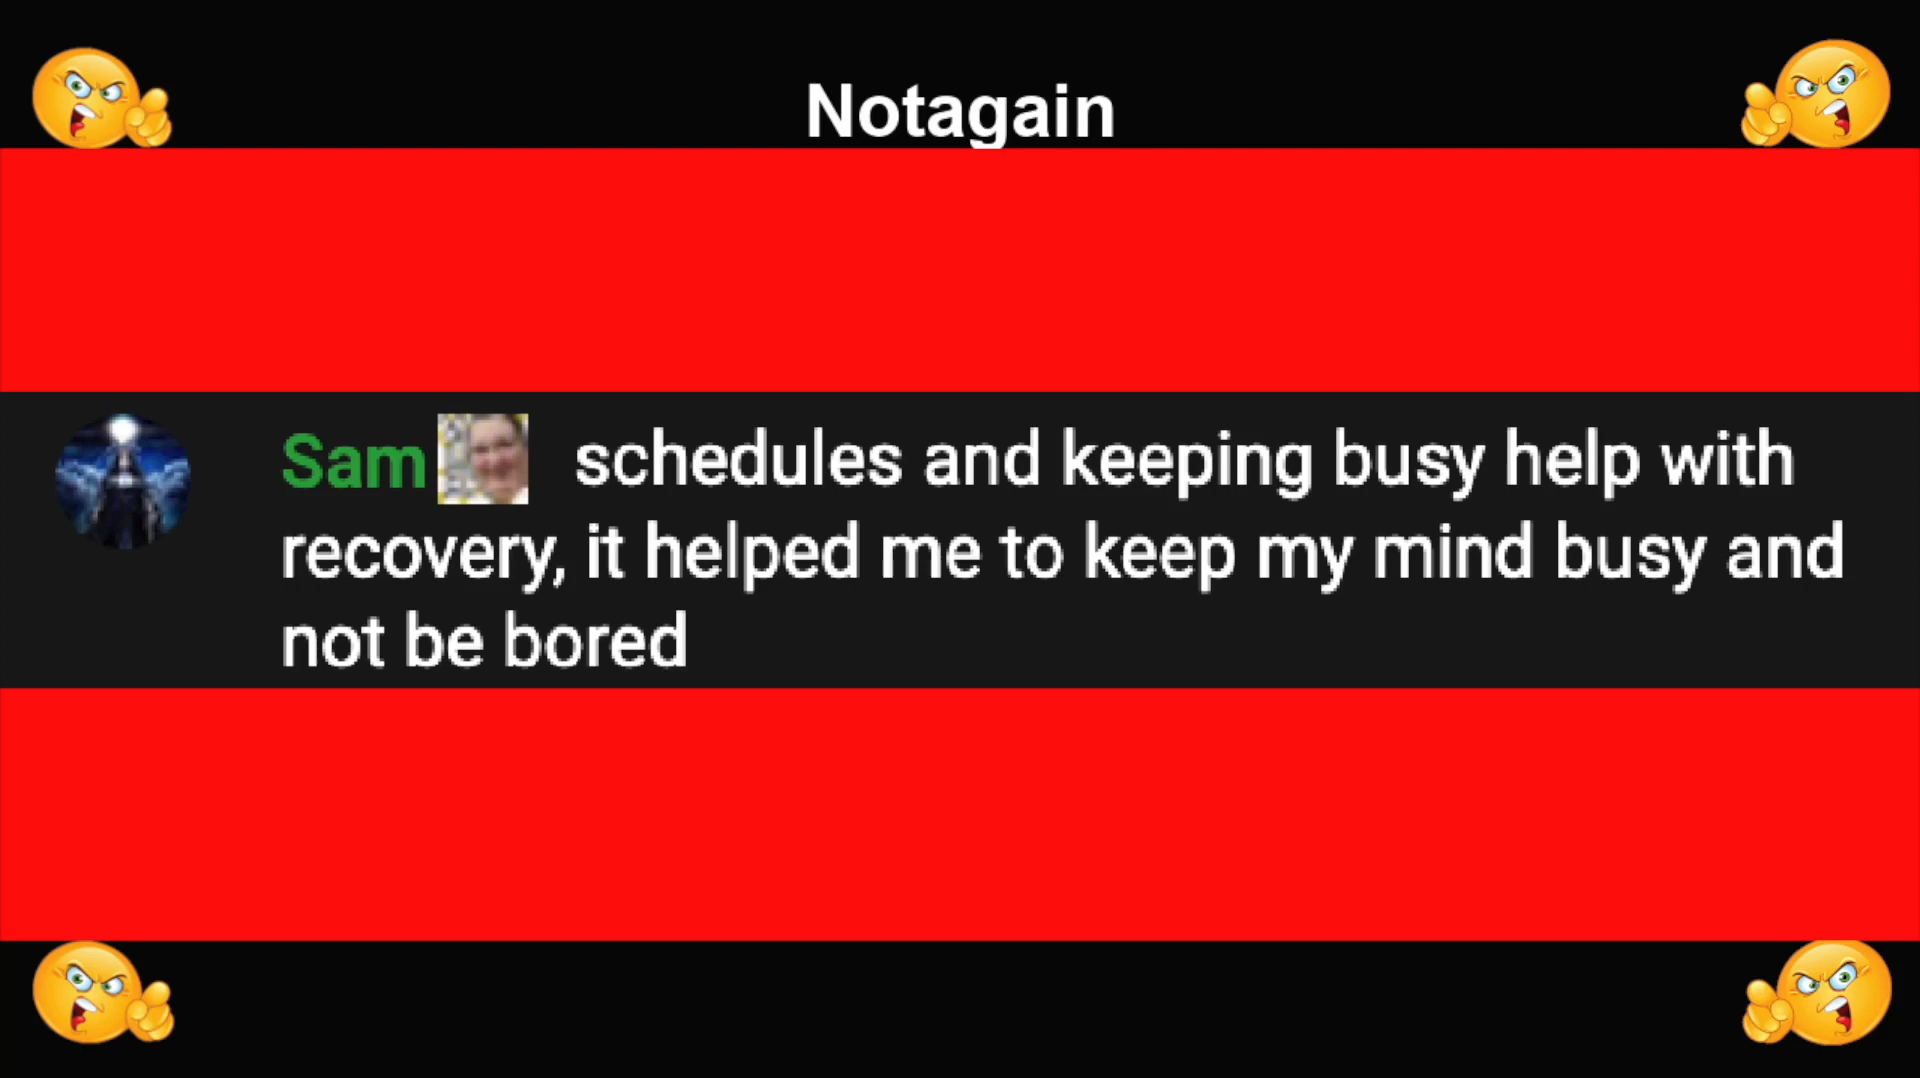 Notagain
Sam schedules and keeping busy help with
recovery, it helped me to keep my mind busy and
not be bored